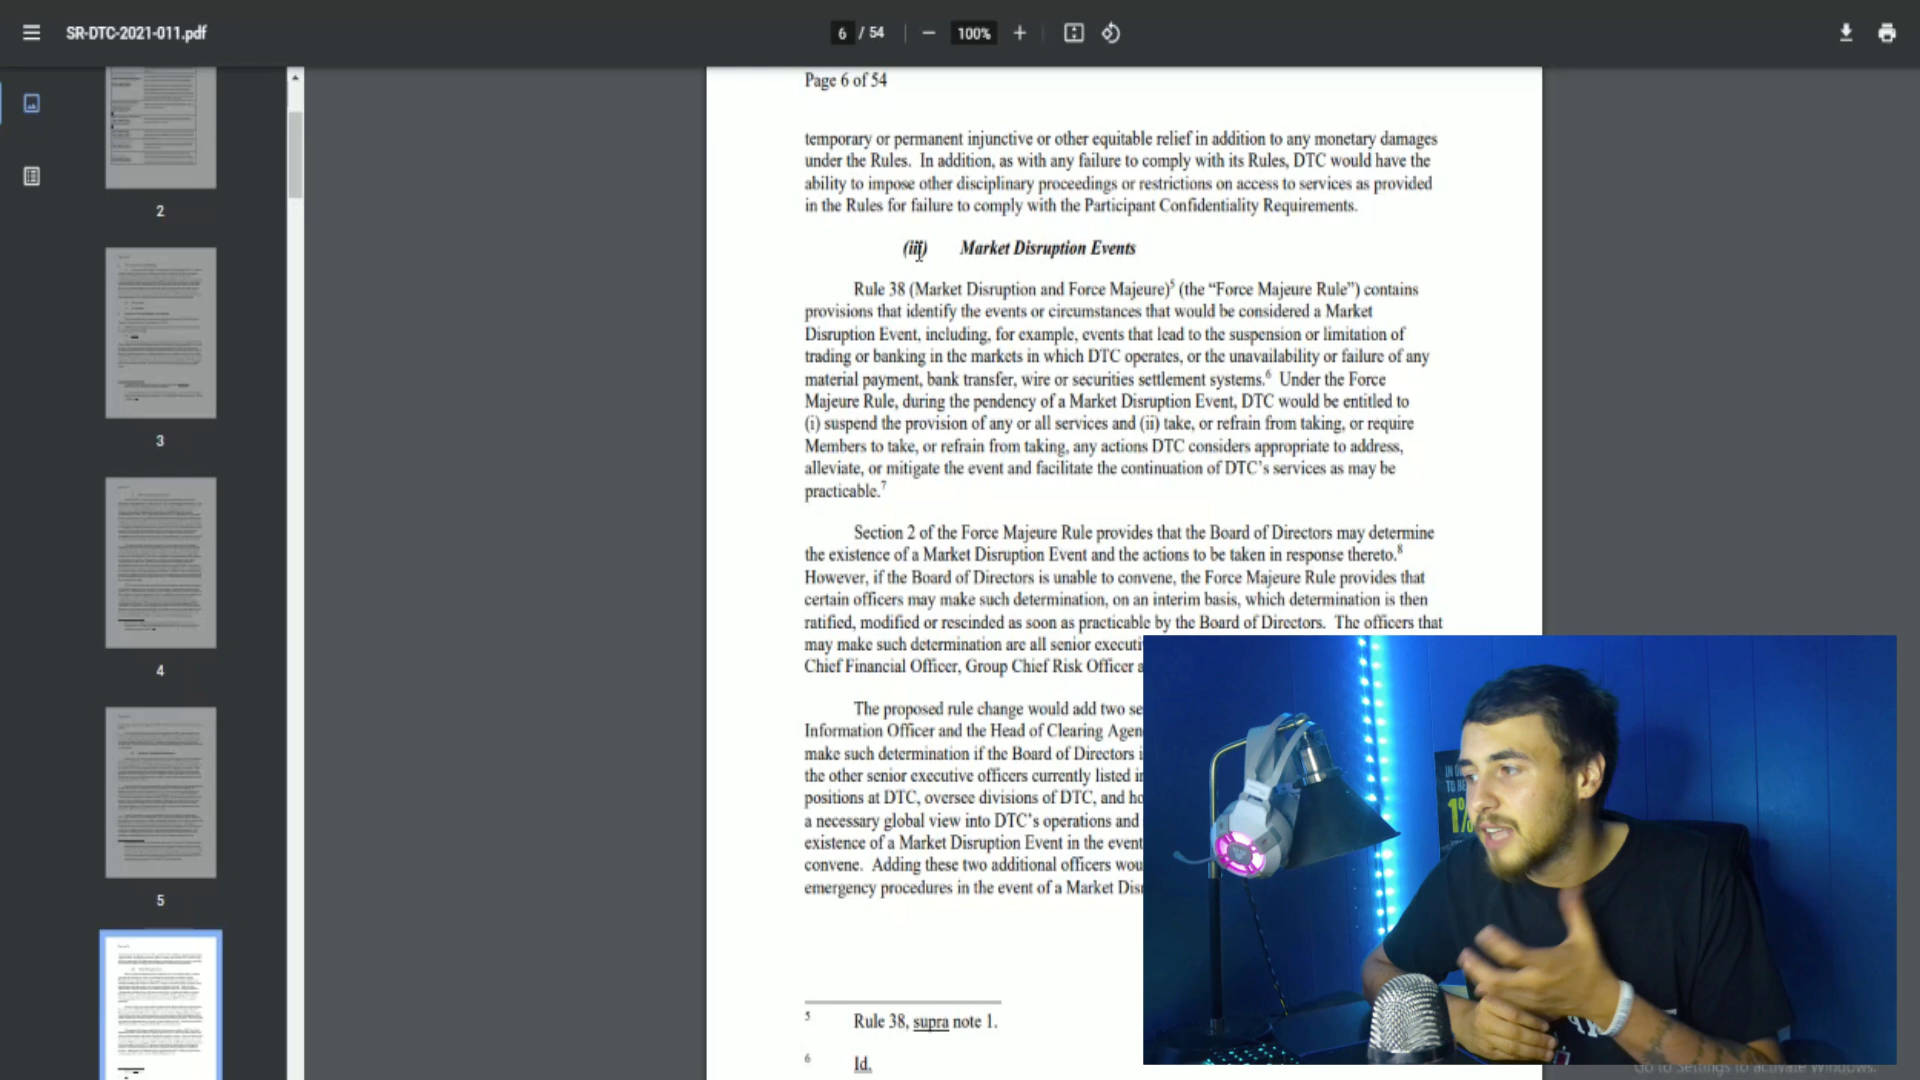 SR-DTC-2021-011.pdf
6 / 54
100%
2
3
4
5
Page 6 of 54
temporary or permanent injunctive or other equitable relief in addition to any monetary damages
under the Rules. In addition, as with any failure to comply with its Rules, DTC would have the
ability to impose other disciplinary proceedings or restrictions on access to services as provided
in the Rules for failure to comply with the Participant Confidentiality Requirements.
(iii) Market Disruption Events
Rule 38 (Market Disruption and Force Majeure)5 (the “Force Majeure Rule”) contains
provisions that identify the events or circumstances that would be considered a Market
Disruption Event, including, for example, events that lead to the suspension or limitation of
trading or banking in the markets in which DTC operates, or the unavailability or failure of any
material payment, bank transfer, wire or securities settlement systems.6 Under the Force
Majeure Rule, during the pendency of a Market Disruption Event, DTC would be entitled to
(i) suspend the provision of any or all services and (ii) take, or refrain from taking, or require
Members to take, or refrain from taking, any actions DTC considers appropriate to address,
alleviate, or mitigate the event and facilitate the continuation of DTC’s services as may be
practicable.7
Section 2 of the Force Majeure Rule provides that the Board of Directors may determine
the existence of a Market Disruption Event and the actions to be taken in response thereto.8
However, if the Board of Directors is unable to convene, the Force Majeure Rule provides that
certain officers may make such determination, on an interim basis, which determination is then
ratified, modified or rescinded as soon as practicable by the Board of Directors. The officers that
may make such determination are all senior executi
Chief Financial Officer, Group Chief Risk Officer a
The proposed rule change would add two se
Information Officer and the Head of Clearing Agen
make such determination if the Board of Directors i
the other senior executive officers currently listed in
positions at DTC, oversee divisions of DTC, and ho
a necessary global view into DTC’s operations and
existence of a Market Disruption Event in the event
convene. Adding these two additional officers wou
emergency procedures in the event of a Market Dis
5 Rule 38, supra note 1.
6 Id.
IN O
TO BE
1%
Go to Settings to activate Windows.